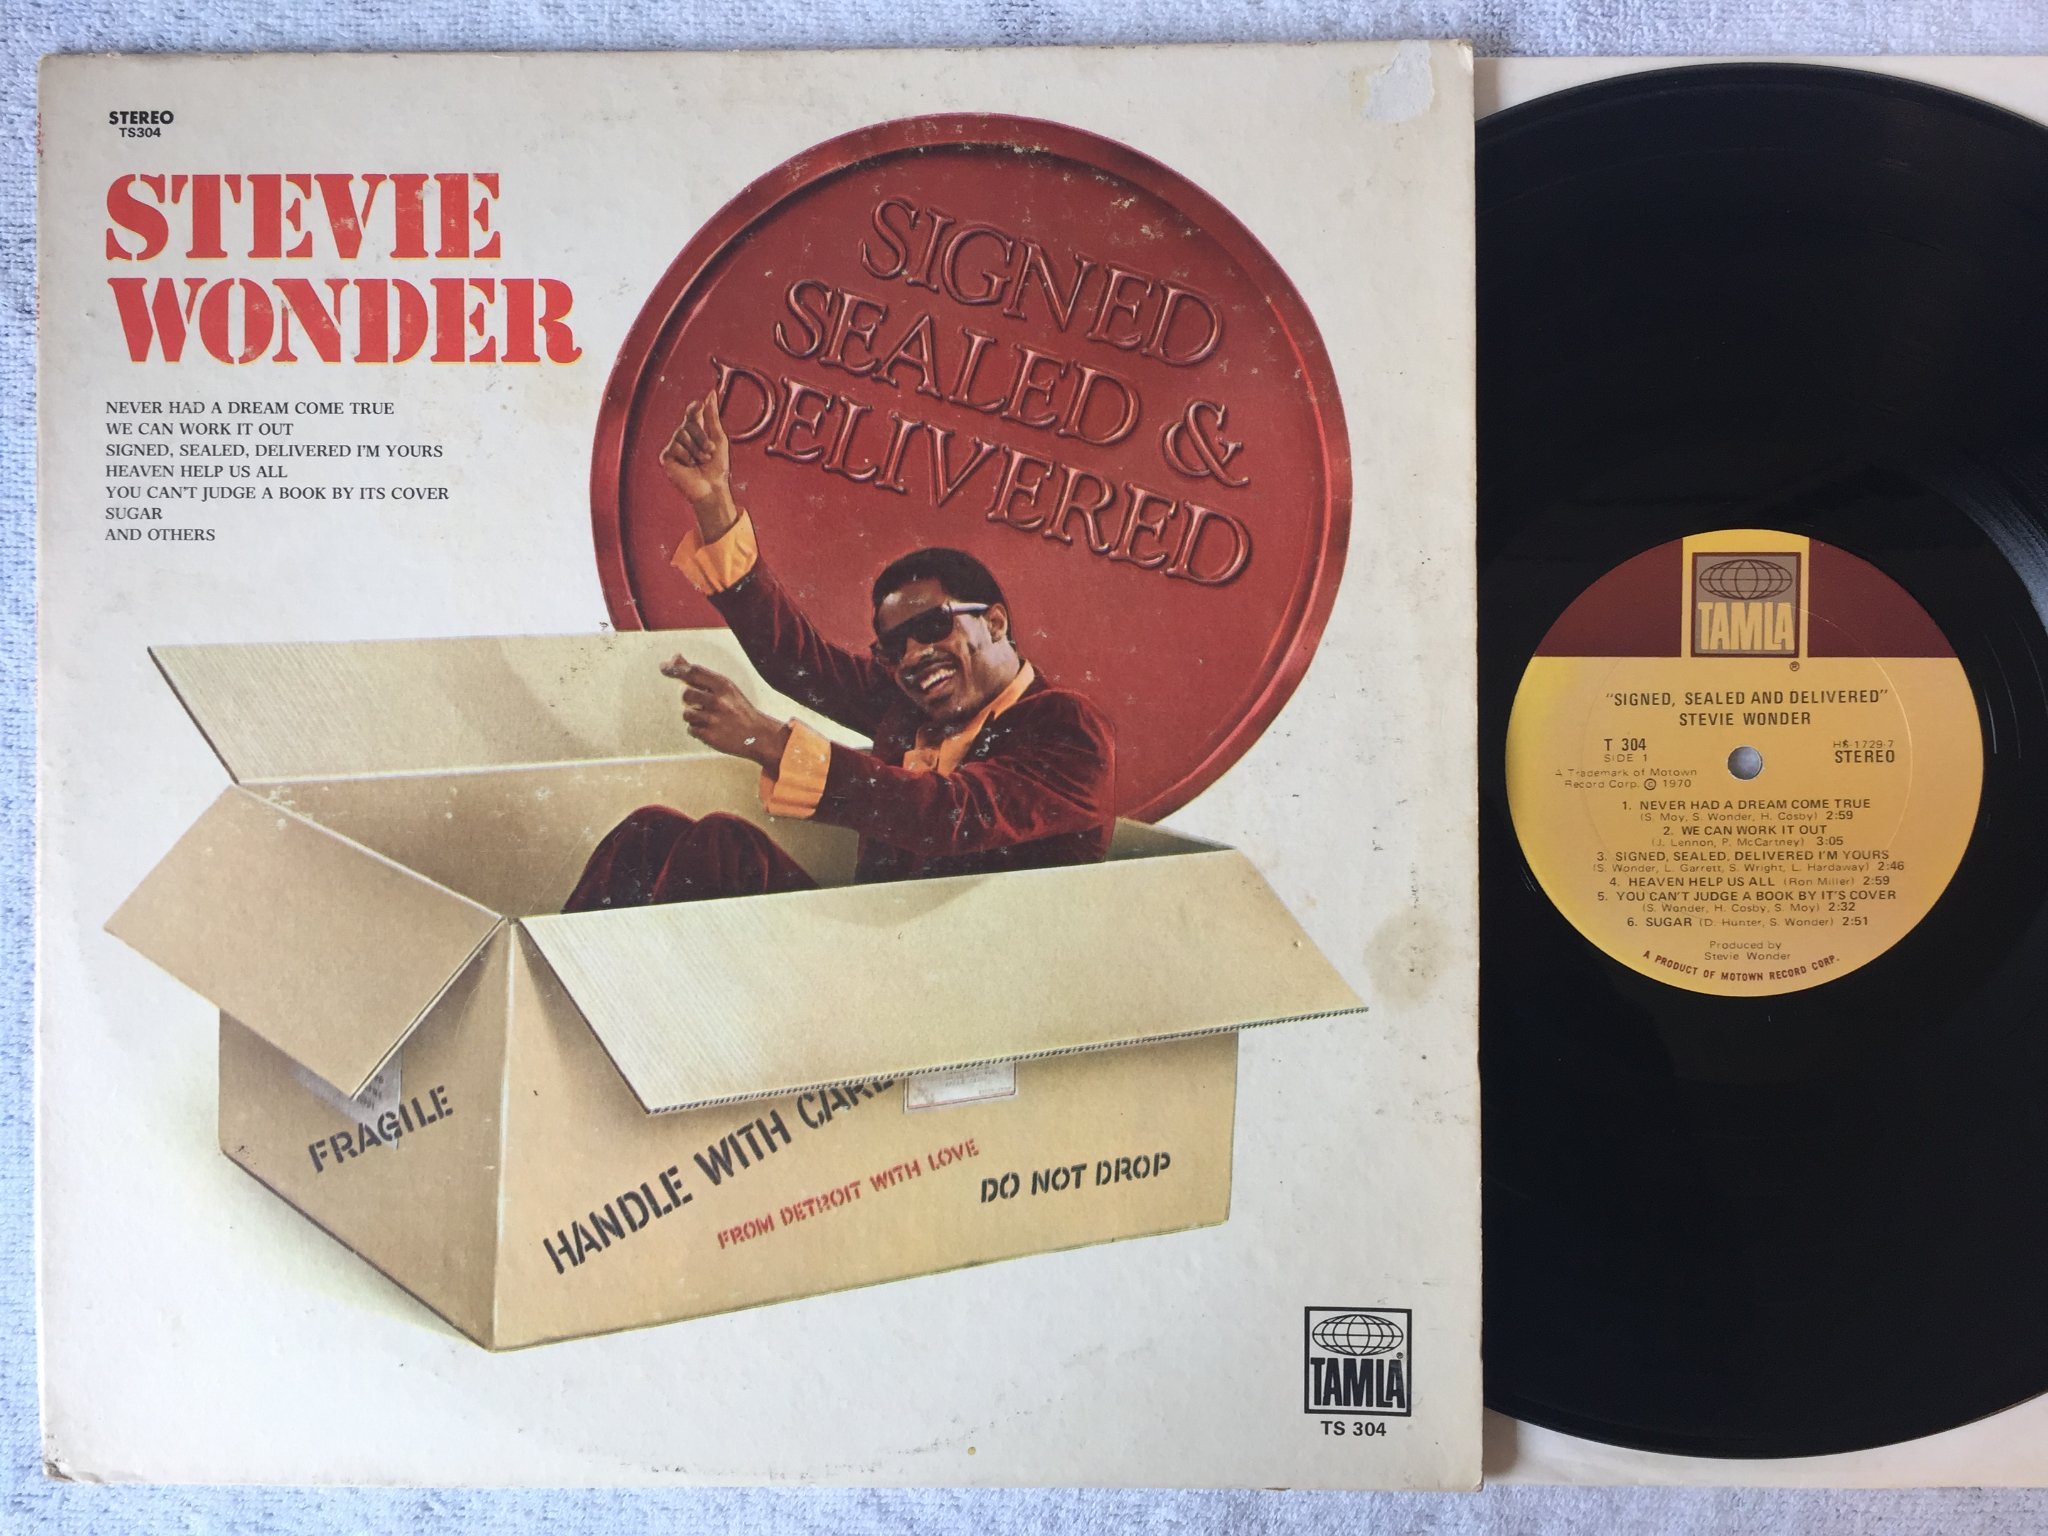 STEREO
TS304
STEVIE
WONDER
NEVER HAD A DREAM COME TRUE
WE CAN WORK IT OUT
SIGNED, SEALED, DELIVERED I'M YOURS
HEAVEN HELP US ALL
YOU CAN'T JUDGE A BOOK BY ITS COVER
SUGAR
AND OTHERS
SIGNED
SEALED &
DELIVERED
FRAGILE
HANDLE WITH CARE
FROM DETROIT WITH LOVE
DO NOT DROP
TAMLA®
TS 304
TAMLA
®
"SIGNED, SEALED AND DELIVERED"
STEVIE WONDER
T 304
SIDE 1
HS-1729-7
STEREO
A Trademark of Motown
Record Corp. © 1970
1. NEVER HAD A DREAM COME TRUE
(S. Moy, S. Wonder, H. Cosby) 2:59
2. WE CAN WORK IT OUT
(J. Lennon, P. McCartney) 3:05
3. SIGNED, SEALED, DELIVERED I'M YOURS
(S. Wonder, L. Garrett, S. Wright, L. Hardaway) 2:46
4. HEAVEN HELP US ALL (Ron Miller) 2:59
5. YOU CAN'T JUDGE A BOOK BY IT'S COVER
(S. Wonder, H. Cosby, S. Moy) 2:32
6. SUGAR (D. Hunter, S. Wonder) 2:51
Produced by
Stevie Wonder
A PRODUCT OF MOTOWN RECORD CORP.